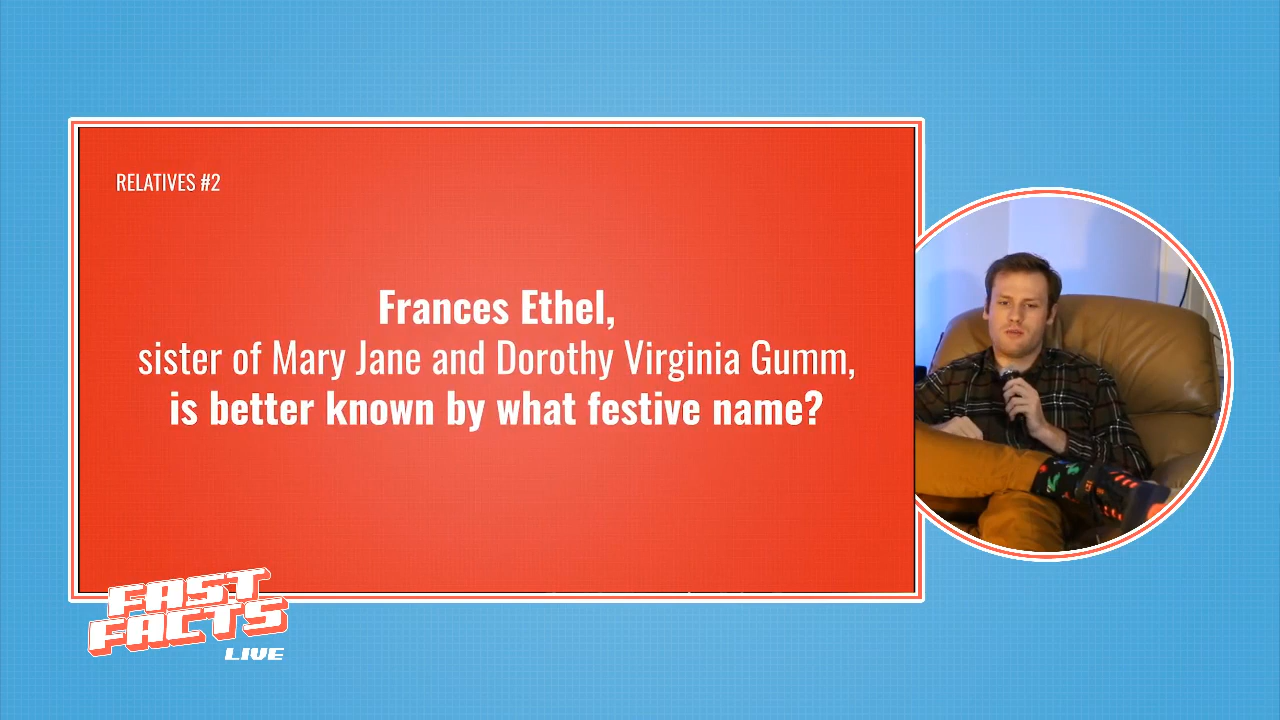 RELATIVES #2
Frances Ethel,
sister of Mary Jane and Dorothy Virginia Gumm,
is better known by what festive name?
FAST
FACTS
LIVE